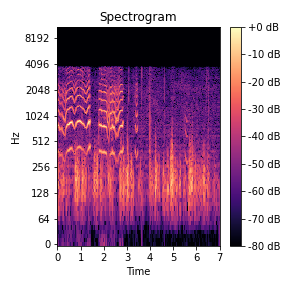 Spectrogram
8192
4096
2048
1024
512
256
128
64
0
Hz
0 1 2 3 4 5 6 7
Time
+0 dB
-10 dB
-20 dB
-30 dB
-40 dB
-50 dB
-60 dB
-70 dB
-80 dB